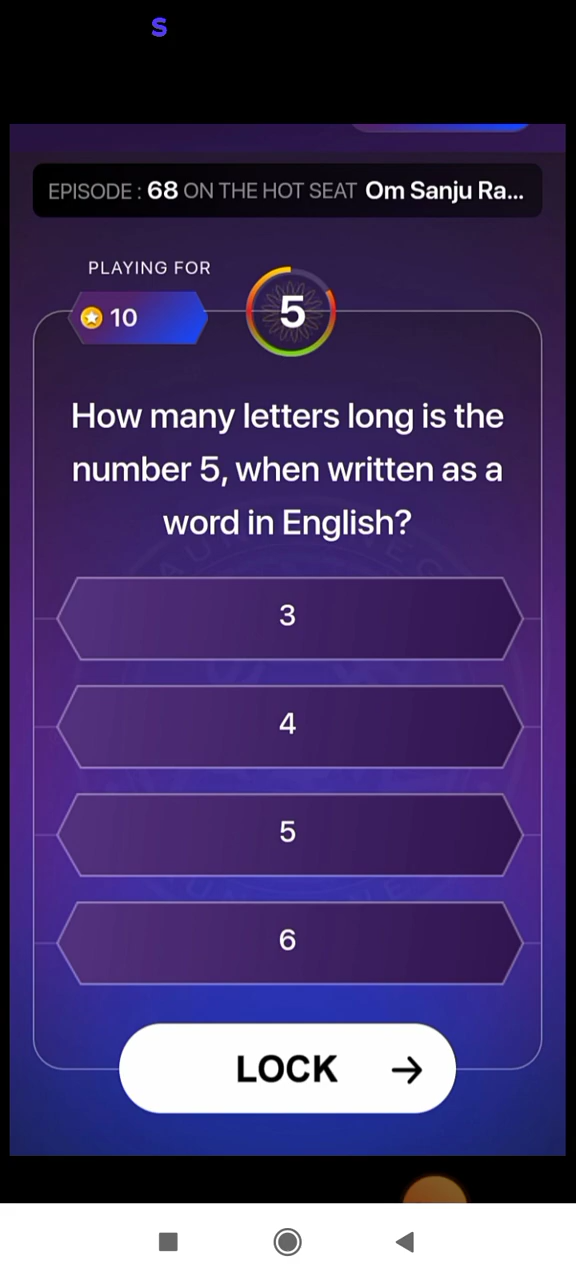 S
EPISODE : 68 ON THE HOT SEAT Om Sanju Ra...
PLAYING FOR
10
5
How many letters long is the
number 5, when written as a
word in English?
3
4
5
6
LOCK